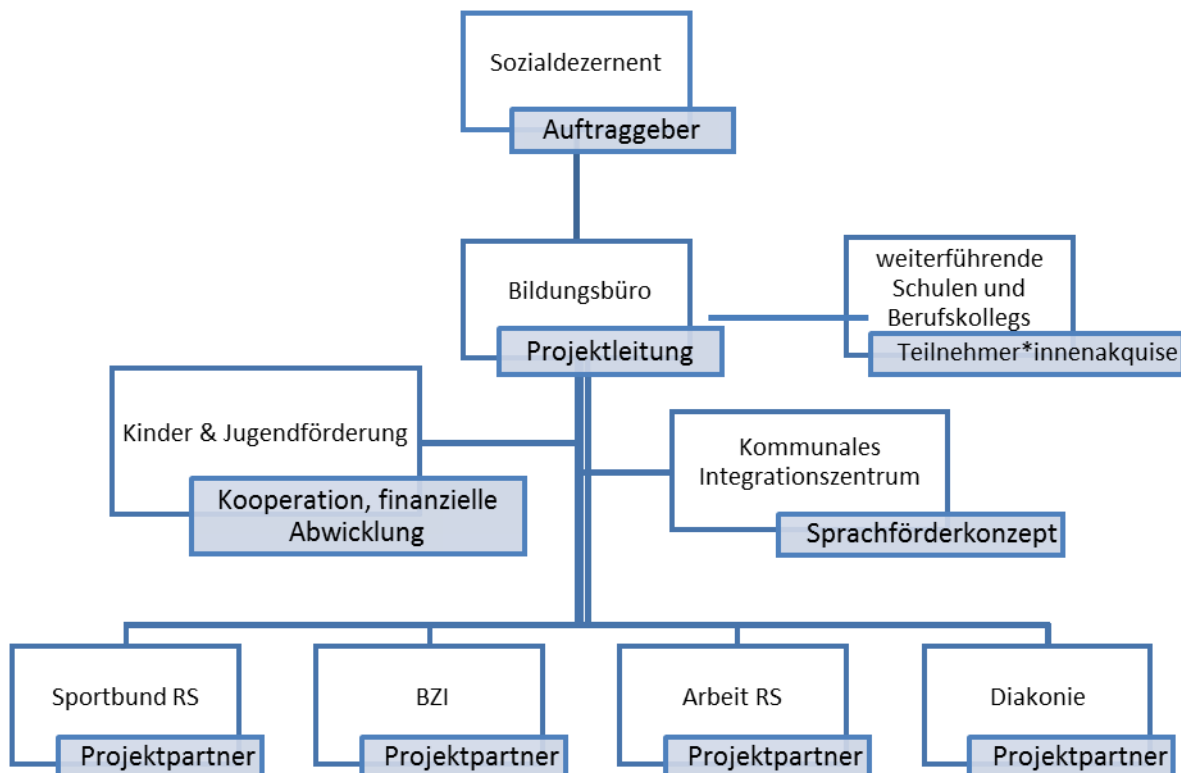 Sozialdezernent
Auftraggeber
Bildungsbüro
Projektleitung
weiterführende
Schulen und
Berufskollegs
Teilnehmer*innenakquise
Kinder & Jugendförderung
Kooperation, finanzielle
Abwicklung
Kommunales
Integrationszentrum
Sprachförderkonzept
Sportbund RS
Projektpartner
BZI
Projektpartner
Arbeit RS
Projektpartner
Diakonie
Projektpartner